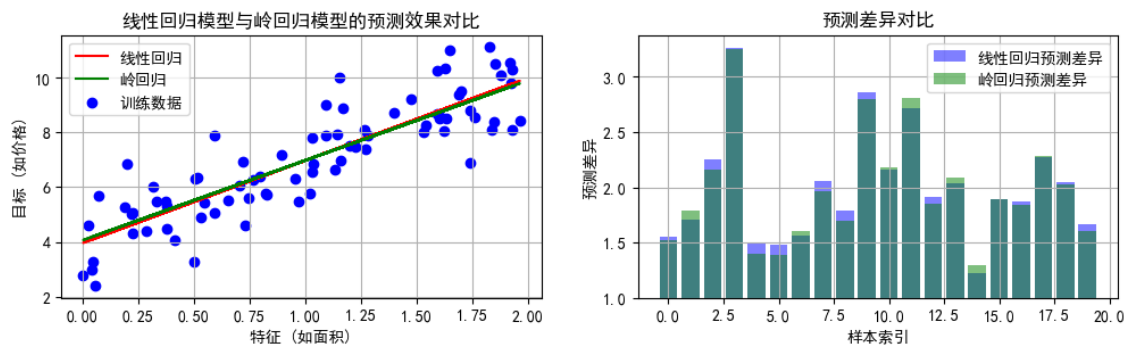 线性回归模型与岭回归模型的预测效果对比
线性回归
岭回归
训练数据
目标（如价格）
10
8
6
4
2
0.00 0.25 0.50 0.75 1.00 1.25 1.50 1.75 2.00
特征（如面积）
预测差异对比
线性回归预测差异
岭回归预测差异
预测差异
3.0
2.5
2.0
1.5
1.0
0.0 2.5 5.0 7.5 10.0 12.5 15.0 17.5 20.0
样本索引